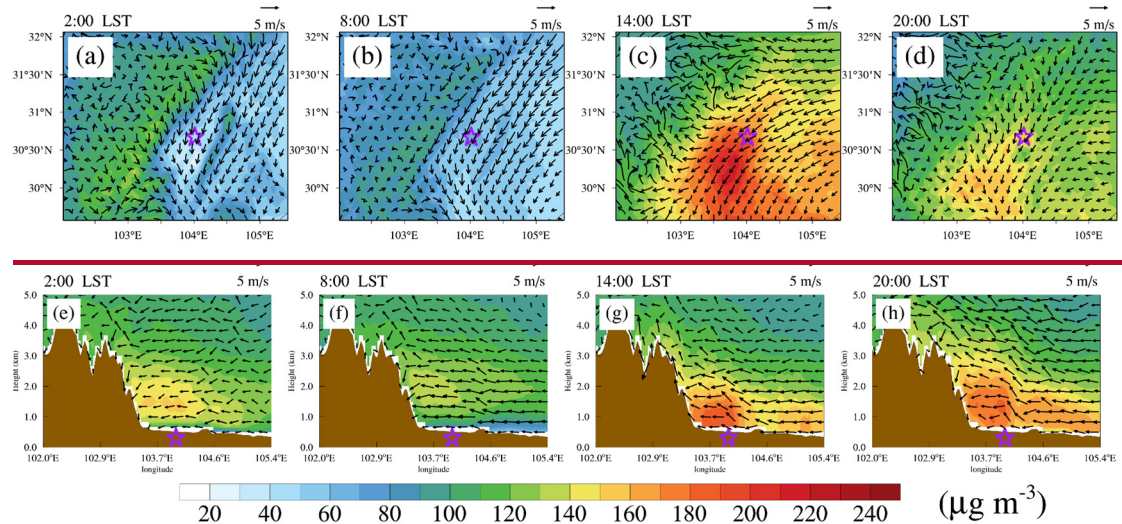 2:00 LST 5 m/s 8:00 LST 5 m/s 14:00 LST 5 m/s 20:00 LST 5 m/s
(a) (b) (c) (d)
32°N 32°N 32°N 32°N
31°30'N 31°30'N 31°30'N 31°30'N
31°N 31°N 31°N 31°N
30°30'N 30°30'N 30°30'N 30°30'N
30°N 30°N 30°N 30°N
103°E 104°E 105°E 103°E 104°E 105°E 103°E 104°E 105°E 103°E 104°E 105°E
2:00 LST 5 m/s 8:00 LST 5 m/s 14:00 LST 5 m/s 20:00 LST 5 m/s
(e) (f) (g) (h)
5.0 5.0 5.0 5.0
4.0 4.0 4.0 4.0
3.0 3.0 3.0 3.0
Height (km) Height (km) Height (km) Height (km)
2.0 2.0 2.0 2.0
1.0 1.0 1.0 1.0
0.0 0.0 0.0 0.0
102.0°E 102.9°E 103.7°E 104.6°E 105.4°E 102.0°E 102.9°E 103.7°E 104.6°E 105.4°E 102.0°E 102.9°E 103.7°E 104.6°E 105.4°E 102.0°E 102.9°E 103.7°E 104.6°E 105.4°E
longitude longitude longitude longitude
20 40 60 80 100 120 140 160 180 200 220 240 (μg m⁻³)